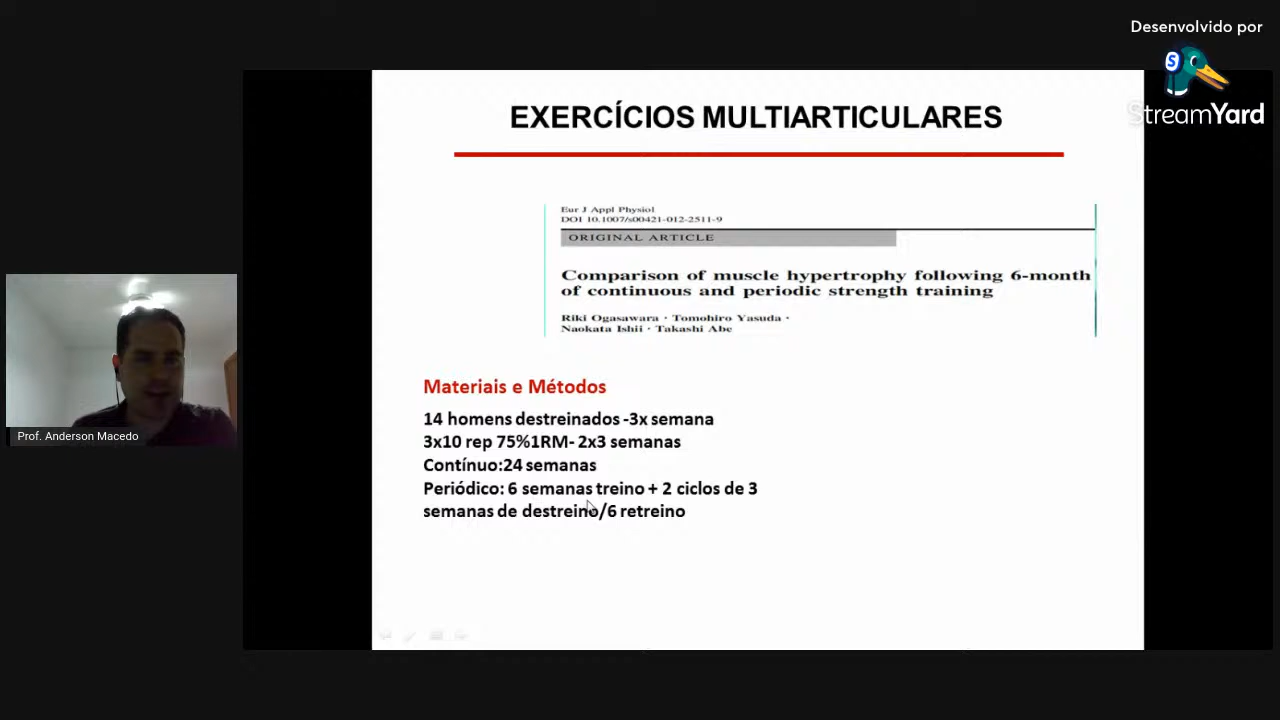 Desenvolvido por
StreamYard
EXERCÍCIOS MULTIARTICULARES
Eur J Appl Physiol
DOI 10.1007/s00421-012-2511-9
ORIGINAL ARTICLE
Comparison of muscle hypertrophy following 6-month
of continuous and periodic strength training
Riki Ogasawara · Tomohiro Yasuda ·
Naokata Ishii · Takashi Abe
Materiais e Métodos
14 homens destreinados -3x semana
3x10 rep 75%1RM- 2x3 semanas
Contínuo:24 semanas
Periódico: 6 semanas treino + 2 ciclos de 3
semanas de destreino/6 retreino
Prof. Anderson Macedo